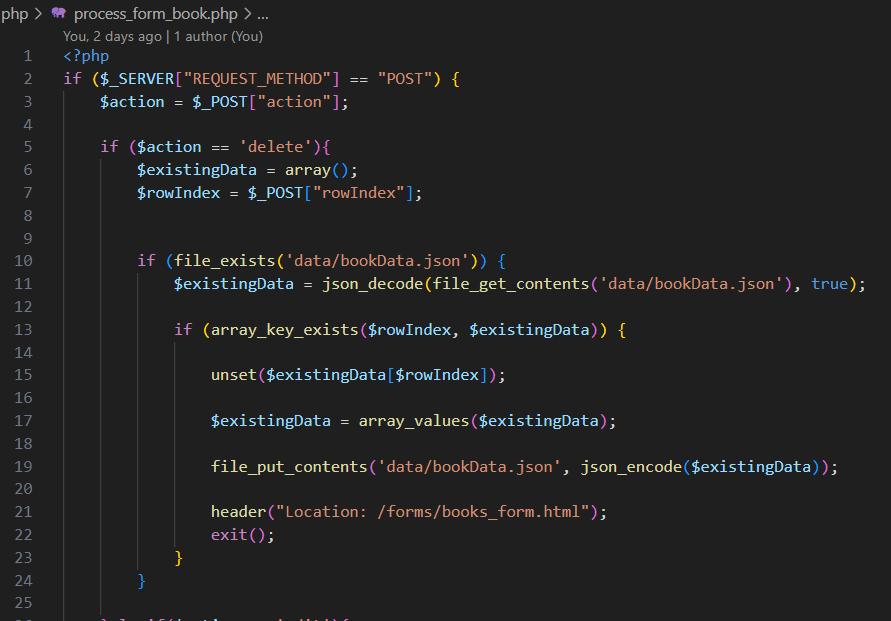 php > process_form_book.php > ...
You, 2 days ago | 1 author (You)
1 <?php
2 if ($_SERVER["REQUEST_METHOD"] == "POST") {
3     $action = $_POST["action"];
4
5     if ($action == 'delete'){
6         $existingData = array();
7         $rowIndex = $_POST["rowIndex"];
8
9
10         if (file_exists('data/bookData.json')) {
11             $existingData = json_decode(file_get_contents('data/bookData.json'), true);
12
13             if (array_key_exists($rowIndex, $existingData)) {
14
15                 unset($existingData[$rowIndex]);
16
17                 $existingData = array_values($existingData);
18
19                 file_put_contents('data/bookData.json', json_encode($existingData));
20
21                 header("Location: /forms/books_form.html");
22                 exit();
23             }
24         }
25